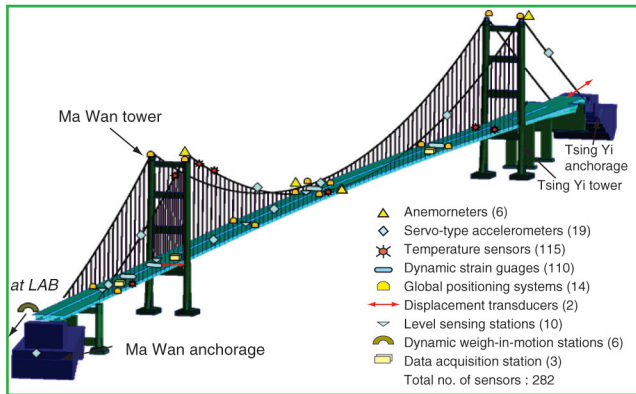 Ma Wan tower
Tsing Yi
anchorage
Tsing Yi tower
Anemorneters (6)
Servo-type accelerometers (19)
Temperature sensors (115)
Dynamic strain guages (110)
Global positioning systems (14)
Displacement transducers (2)
Level sensing stations (10)
Dynamic weigh-in-motion stations (6)
Data acquisition station (3)
Total no. of sensors : 282
at LAB
Ma Wan anchorage